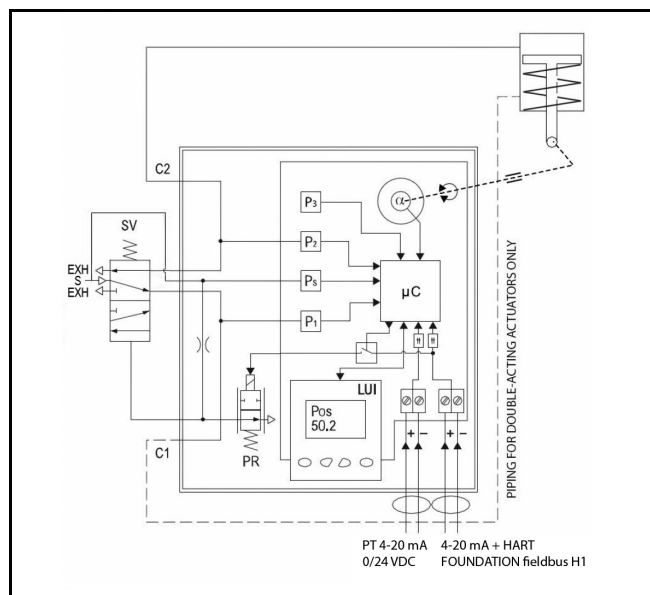 C2
SV
P3
α
P2
EXH
S
EXH
PS
µC
P1
LUI
Pos
50.2
+ − + −
C1
PR
PIPING FOR DOUBLE-ACTING ACTUATORS ONLY
PT 4-20 mA
0/24 VDC
4-20 mA + HART
FOUNDATION fieldbus H1